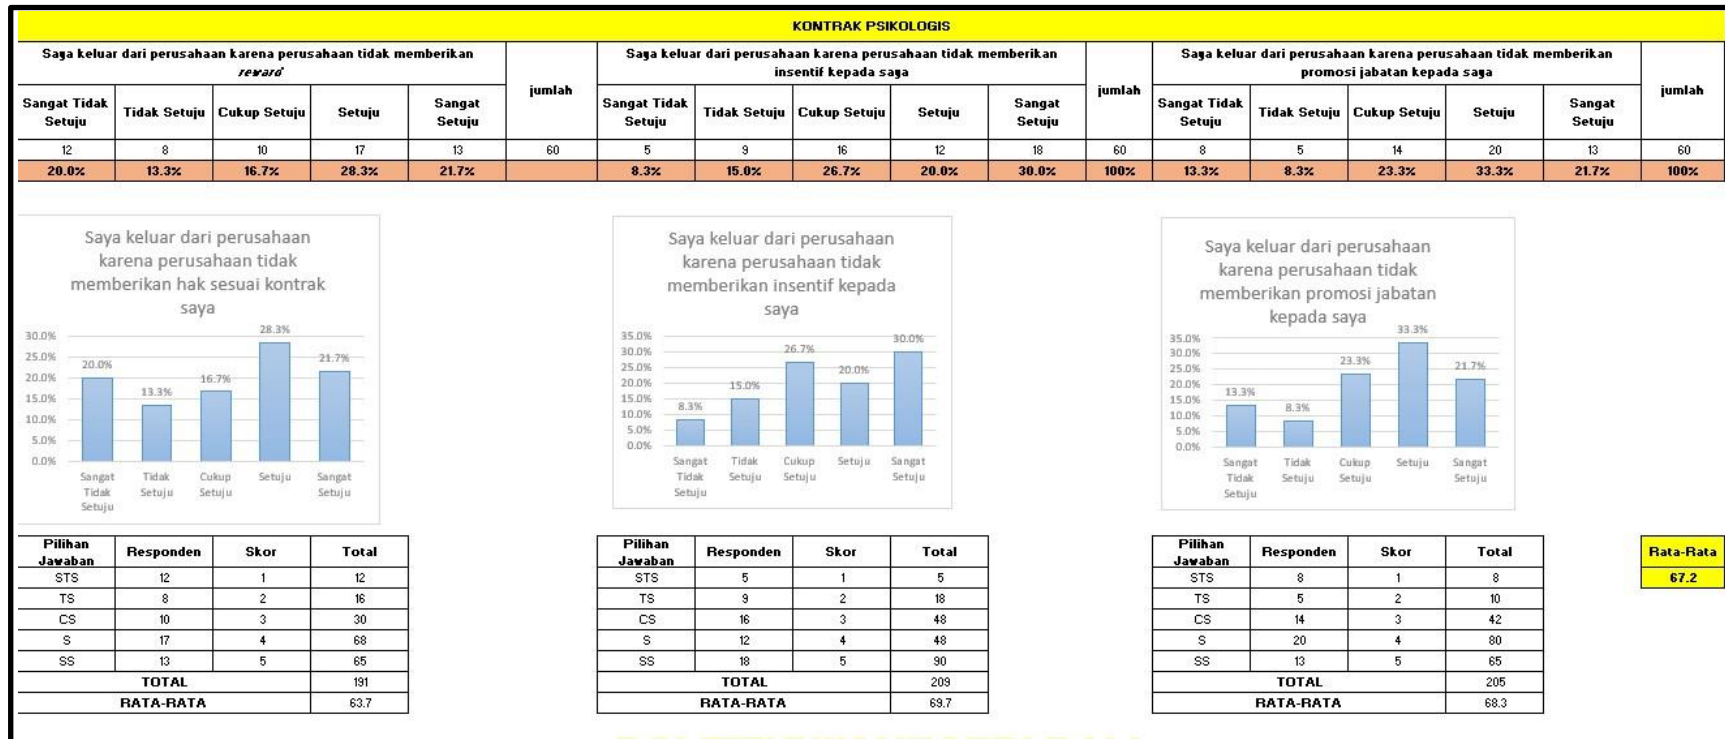 KONTRAK PSIKOLOGIS
Saya keluar dari perusahaan karena perusahaan tidak memberikan
reward
jumlah
Saya keluar dari perusahaan karena perusahaan tidak memberikan
insentif kepada saya
jumlah
Saya keluar dari perusahaan karena perusahaan tidak memberikan
promosi jabatan kepada saya
jumlah
Sangat Tidak Setuju Tidak Setuju Cukup Setuju Setuju Sangat Setuju
Sangat Tidak Setuju Tidak Setuju Cukup Setuju Setuju Sangat Setuju
Sangat Tidak Setuju Tidak Setuju Cukup Setuju Setuju Sangat Setuju
12 8 10 17 13 60 5 9 16 12 18 60 8 5 14 20 13 60
20.0% 13.3% 16.7% 28.3% 21.7% 8.3% 15.0% 26.7% 20.0% 30.0% 100% 13.3% 8.3% 23.3% 33.3% 21.7% 100%
Saya keluar dari perusahaan
karena perusahaan tidak
memberikan hak sesuai kontrak
saya
30.0%
25.0%
20.0%
15.0%
10.0%
5.0%
0.0%
20.0% 13.3% 16.7% 28.3% 21.7%
Sangat Tidak Cukup Setuju Sangat
Tidak Setuju Setuju Setuju
Setuju
Saya keluar dari perusahaan
karena perusahaan tidak
memberikan insentif kepada
saya
35.0%
30.0%
25.0%
20.0%
15.0%
10.0%
5.0%
0.0%
8.3% 15.0% 26.7% 20.0% 30.0%
Sangat Tidak Cukup Setuju Sangat
Tidak Setuju Setuju Setuju
Setuju
Saya keluar dari perusahaan
karena perusahaan tidak
memberikan promosi jabatan
kepada saya
35.0%
30.0%
25.0%
20.0%
15.0%
10.0%
5.0%
0.0%
13.3% 8.3% 23.3% 33.3% 21.7%
Sangat Tidak Cukup Setuju Sangat
Tidak Setuju Setuju Setuju
Setuju
Pilihan Jawaban Responden Skor Total
STS 12 1 12
TS 8 2 16
CS 10 3 30
S 17 4 68
SS 13 5 65
TOTAL 191
RATA-RATA 63.7
Pilihan Jawaban Responden Skor Total
STS 5 1 5
TS 9 2 18
CS 16 3 48
S 12 4 48
SS 18 5 90
TOTAL 209
RATA-RATA 69.7
Pilihan Jawaban Responden Skor Total
STS 8 1 8
TS 5 2 10
CS 14 3 42
S 20 4 80
SS 13 5 65
TOTAL 205
RATA-RATA 68.3
Rata-Rata
67.2